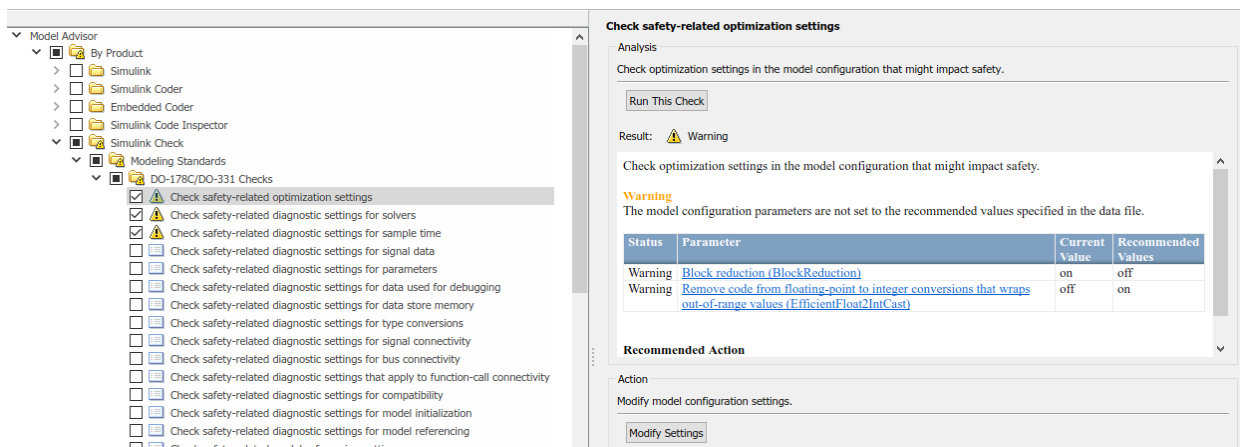 Model Advisor
By Product
Simulink
Simulink Coder
Embedded Coder
Simulink Code Inspector
Simulink Check
Modeling Standards
DO-178C/DO-331 Checks
Check safety-related optimization settings
Check safety-related diagnostic settings for solvers
Check safety-related diagnostic settings for sample time
Check safety-related diagnostic settings for signal data
Check safety-related diagnostic settings for parameters
Check safety-related diagnostic settings for data used for debugging
Check safety-related diagnostic settings for data store memory
Check safety-related diagnostic settings for type conversions
Check safety-related diagnostic settings for signal connectivity
Check safety-related diagnostic settings for bus connectivity
Check safety-related diagnostic settings that apply to function-call connectivity
Check safety-related diagnostic settings for compatibility
Check safety-related diagnostic settings for model initialization
Check safety-related diagnostic settings for model referencing
Check safety-related optimization settings
Analysis
Check optimization settings in the model configuration that might impact safety.
Run This Check
Result: Warning
Check optimization settings in the model configuration that might impact safety.
Warning
The model configuration parameters are not set to the recommended values specified in the data file.
Status Parameter Current Recommended
Value Values
Warning Block reduction (BlockReduction) on off
Warning Remove code from floating-point to integer conversions that wraps off on
out-of-range values (EfficientFloat2IntCast)
Recommended Action
Action
Modify model configuration settings.
Modify Settings